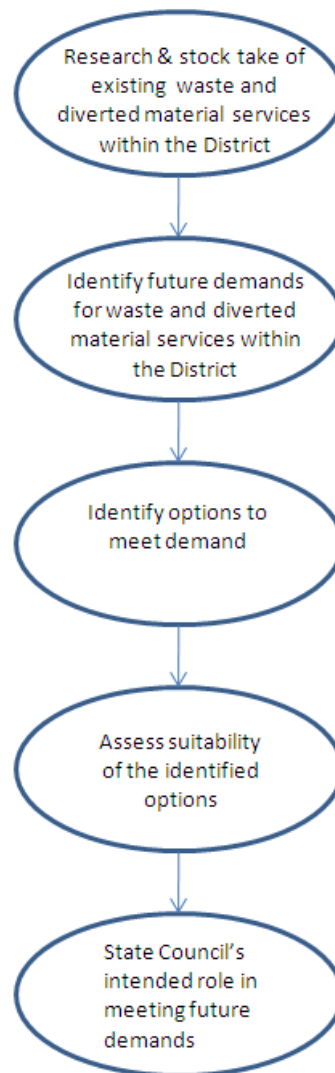 Research & stock take of
existing waste and
diverted material services
within the District
Identify future demands
for waste and diverted
material services within
the District
Identify options to
meet demand
Assess suitability
of the identified
options
State Council's
intended role in
meeting future
demands